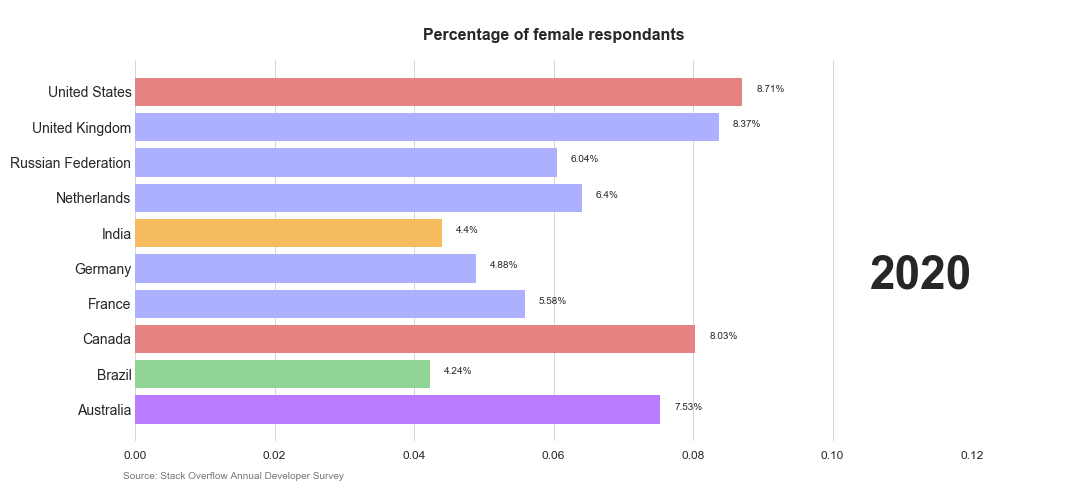 Percentage of female respondants
United States 8.71%
United Kingdom 8.37%
Russian Federation 6.04%
Netherlands 6.4%
India 4.4%
Germany 4.88%
2020
France 5.58%
Canada 8.03%
Brazil 4.24%
Australia 7.53%
0.00 0.02 0.04 0.06 0.08 0.10 0.12
Source: Stack Overflow Annual Developer Survey